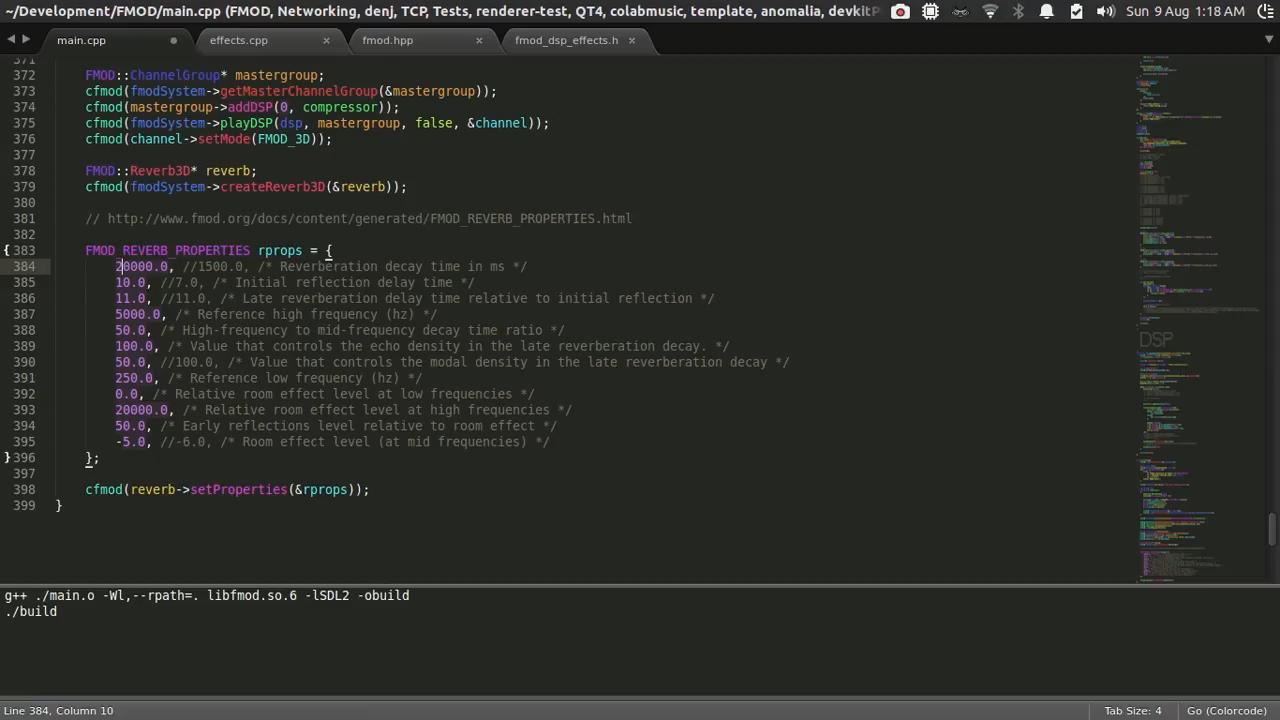 ~/Development/FMOD/main.cpp (FMOD, Networking, denj, TCP, Tests, renderer-test, QT4, colabmusic, template, anomalia, devkitP
Sun 9 Aug 1:18 AM
main.cpp
effects.cpp
fmod.hpp
fmod_dsp_effects.h
371
372 FMOD::ChannelGroup* mastergroup;
373 cfmod(fmodSystem->getMasterChannelGroup(&mastergroup));
374 cfmod(mastergroup->addDSP(0, compressor));
375 cfmod(fmodSystem->playDSP(dsp, mastergroup, false, &channel));
376 cfmod(channel->setMode(FMOD_3D));
377
378 FMOD::Reverb3D* reverb;
379 cfmod(fmodSystem->createReverb3D(&reverb));
380
381 // http://www.fmod.org/docs/content/generated/FMOD_REVERB_PROPERTIES.html
382
383 FMOD_REVERB_PROPERTIES rprops = {
384 20000.0, //1500.0, /* Reverberation decay time in ms */
385 10.0, //7.0, /* Initial reflection delay time */
386 11.0, //11.0, /* Late reverberation delay time relative to initial reflection */
387 5000.0, /* Reference high frequency (hz) */
388 50.0, /* High-frequency to mid-frequency decay time ratio */
389 100.0, /* Value that controls the echo density in the late reverberation decay. */
390 50.0, //100.0, /* Value that controls the modal density in the late reverberation decay */
391 250.0, /* Reference low frequency (hz) */
392 0.0, /* Relative room effect level at low frequencies */
393 20000.0, /* Relative room effect level at high frequencies */
394 50.0, /* Early reflections level relative to room effect */
395 -5.0, //-6.0, /* Room effect level (at mid frequencies) */
396 };
397
398 cfmod(reverb->setProperties(&rprops));
399 }
DSP
g++ ./main.o -Wl,--rpath=. libfmod.so.6 -lSDL2 -obuild
./build
Line 384, Column 10
Tab Size: 4
Go (Colorcode)